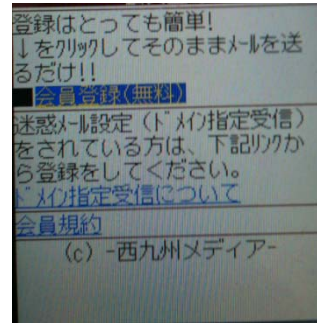 登録はとっても簡単!
↓をｸﾘｯｸしてそのままﾒｰﾙを送
るだけ!!
■会員登録(無料)
迷惑ﾒｰﾙ設定（ﾄﾞﾒｲﾝ指定受信）
をされている方は、下記ﾘﾝｸか
ら登録をしてください。
ﾄﾞﾒｲﾝ指定受信について
会員規約
(c) -西九州メディア-